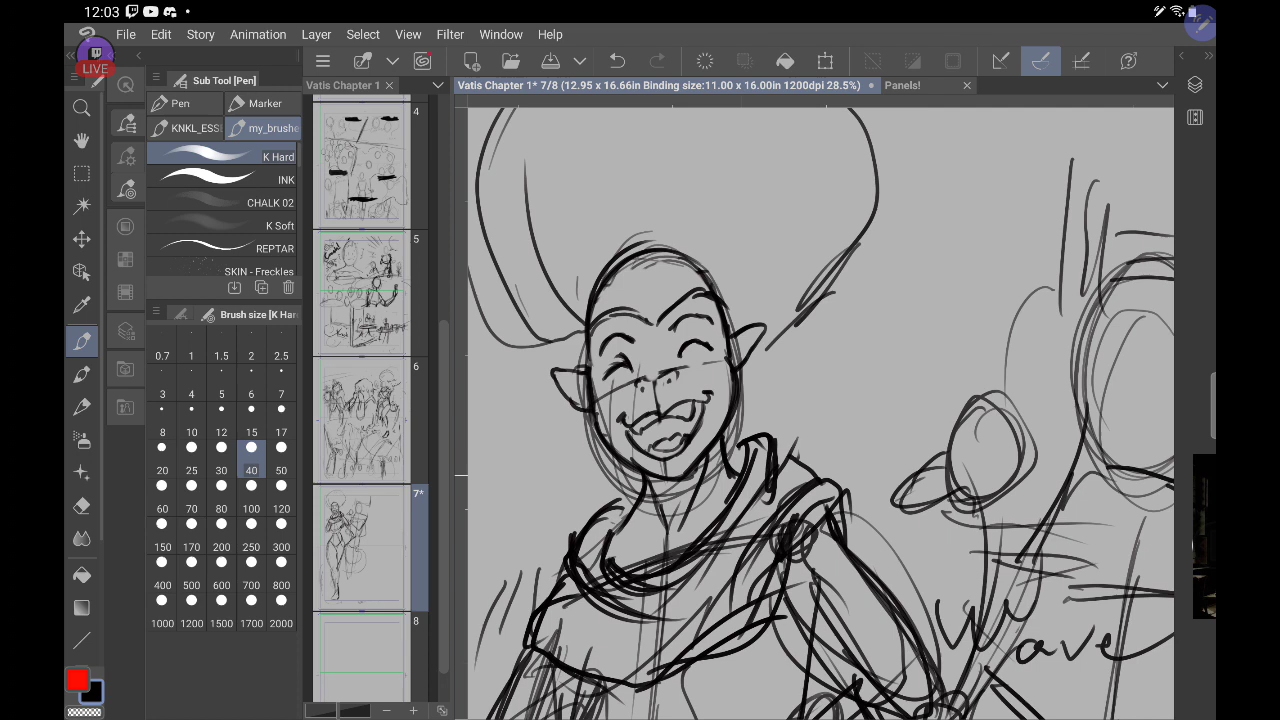 12:03
File Edit Story Animation Layer Select View Filter Window Help
LIVE
Sub Tool [Pen]
Pen Marker
KNKL_ESS my_brushe
K Hard
INK
CHALK 02
K Soft
REPTAR
SKIN - Freckles
Brush size [K Har
0.7 1 1.5 2 2.5
3 4 5 6 7
8 10 12 15 17
20 25 30 40 50
60 70 80 100 120
150 170 200 250 300
400 500 600 700 800
1000 1200 1500 1700 2000
Vatis Chapter 1
4
5
6
7*
8
Vatis Chapter 1* 7/8 (12.95 x 16.66in Binding size:11.00 x 16.00in 1200dpi 28.5%) Panels!
Wave